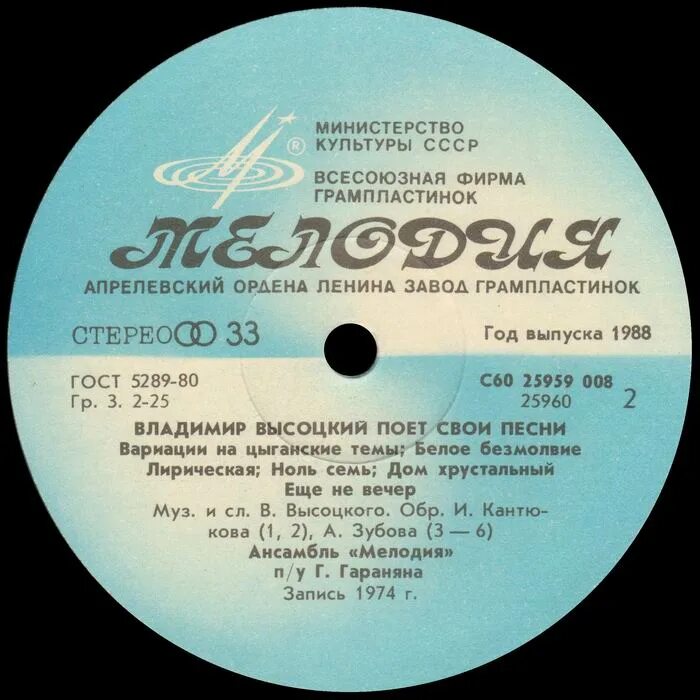 МИНИСТЕРСТВО
КУЛЬТУРЫ СССР
®
ВСЕСОЮЗНАЯ ФИРМА
ГРАМПЛАСТИНОК
МЕЛОДИЯ
АПРЕЛЕВСКИЙ ОРДЕНА ЛЕНИНА ЗАВОД ГРАМПЛАСТИНОК
СТЕРЕО 33
Год выпуска 1988
ГОСТ 5289-80
С60 25959 008
Гр. 3. 2-25
25960 2
ВЛАДИМИР ВЫСОЦКИЙ ПОЕТ СВОИ ПЕСНИ
Вариации на цыганские темы; Белое безмолвие
Лирическая; Ноль семь; Дом хрустальный
Еще не вечер
Муз. и сл. В. Высоцкого. Обр. И. Кантю-
кова (1, 2), А. Зубова (3 — 6)
Ансамбль «Мелодия»
п/у Г. Гараняна
Запись 1974 г.